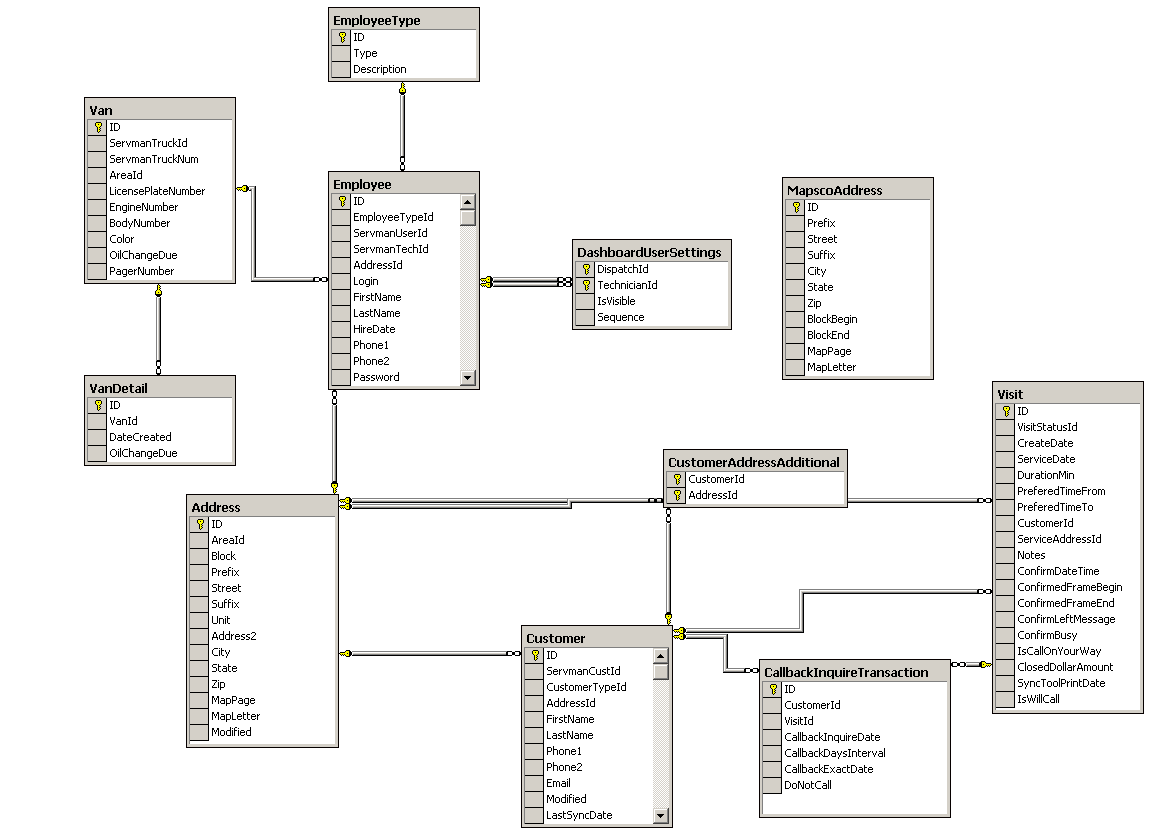 EmployeeType
ID
Type
Description
Van
ID
ServmanTruckId
ServmanTruckNum
AreaId
LicensePlateNumber
EngineNumber
BodyNumber
Color
OilChangeDue
PagerNumber
Employee
ID
EmployeeTypeId
ServmanUserId
ServmanTechId
AddressId
Login
FirstName
LastName
HireDate
Phone1
Phone2
Password
MapscoAddress
ID
Prefix
Street
Suffix
City
State
Zip
BlockBegin
BlockEnd
MapPage
MapLetter
DashboardUserSettings
DispatchId
TechnicianId
IsVisible
Sequence
VanDetail
ID
VanId
DateCreated
OilChangeDue
Visit
ID
VisitStatusId
CreateDate
ServiceDate
DurationMin
PreferedTimeFrom
PreferedTimeTo
CustomerId
ServiceAddressId
Notes
ConfirmDateTime
ConfirmedFrameBegin
ConfirmedFrameEnd
ConfirmLeftMessage
ConfirmBusy
IsCallOnYourWay
ClosedDollarAmount
SyncToolPrintDate
IsWillCall
CustomerAddressAdditional
CustomerId
AddressId
Address
ID
AreaId
Block
Prefix
Street
Suffix
Unit
Address2
City
State
Zip
MapPage
MapLetter
Modified
Customer
ID
ServmanCustId
CustomerTypeId
AddressId
FirstName
LastName
Phone1
Phone2
Email
Modified
LastSyncDate
CallbackInquireTransaction
ID
CustomerId
VisitId
CallbackInquireDate
CallbackDaysInterval
CallbackExactDate
DoNotCall